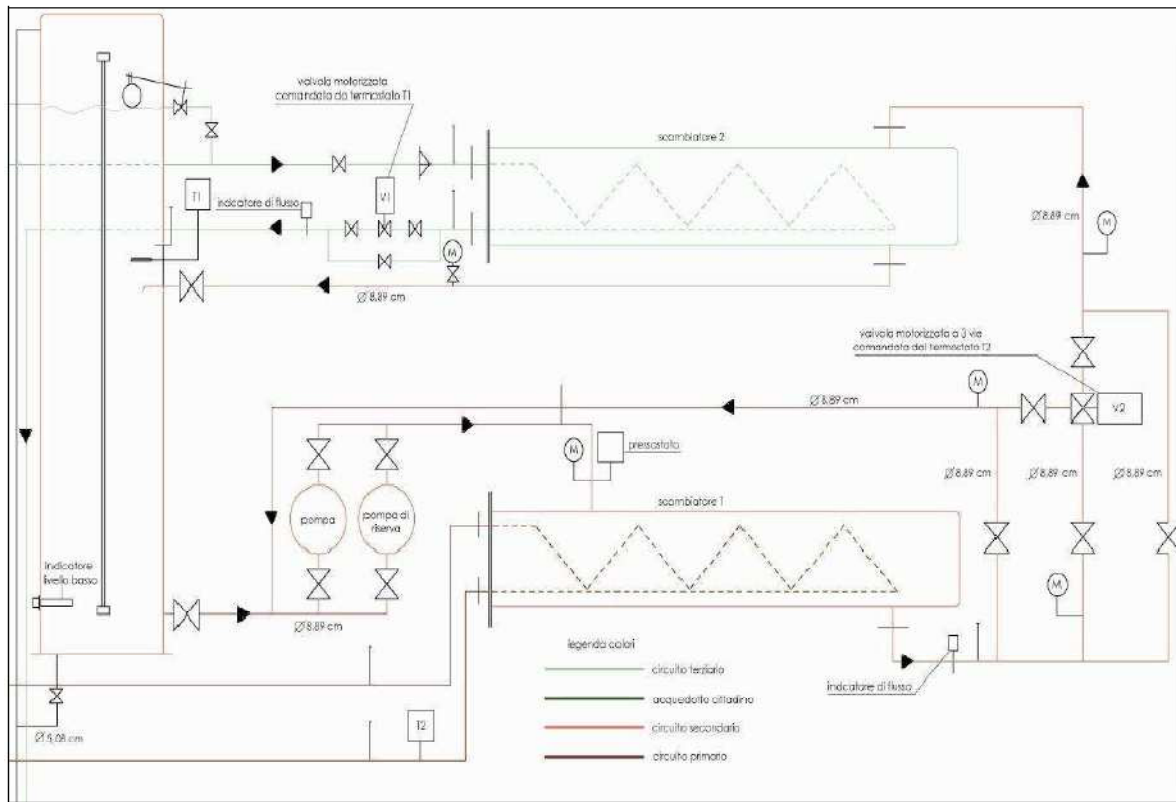 valvola motorizzata
comandata da termostato T1
scambiatore 2
T1
indicatore di flusso
V1
M
Ø 8,89 cm
M
Ø 8,89 cm
valvola motorizzata a 3 vie
comandata dal termostato T2
M
Ø 8,89 cm
V2
M
pressostato
Ø 8,89 cm
Ø 8,89 cm
Ø 8,89 cm
scambiatore 1
pompa
pompa di
riserva
indicatore
livello basso
M
Ø 8,89 cm
legenda colori
circuito terziario
indicatore di flusso
acquedotto cittadino
T2
circuito secondario
Ø 5,08 cm
circuito primario